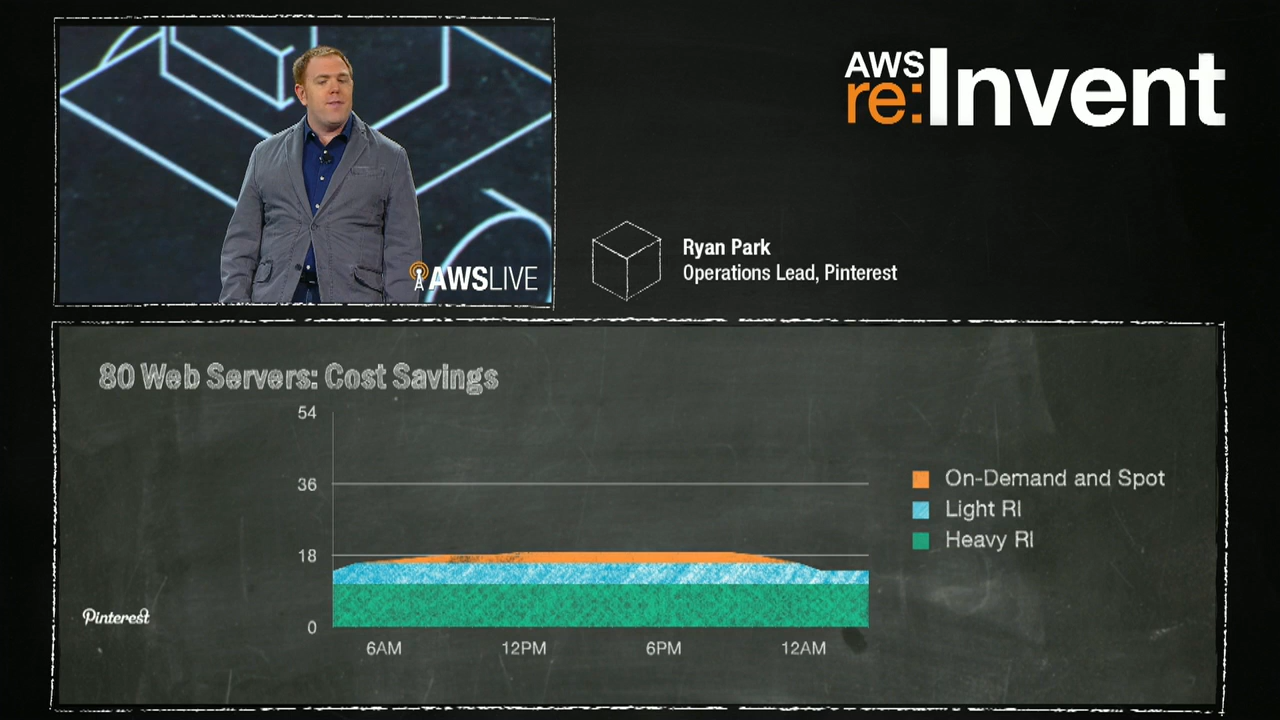 AWS
re:Invent
AWSLIVE
Ryan Park
Operations Lead, Pinterest
80 Web Servers: Cost Savings
54
36
18
0
6AM
12PM
6PM
12AM
On-Demand and Spot
Light RI
Heavy RI
Pinterest